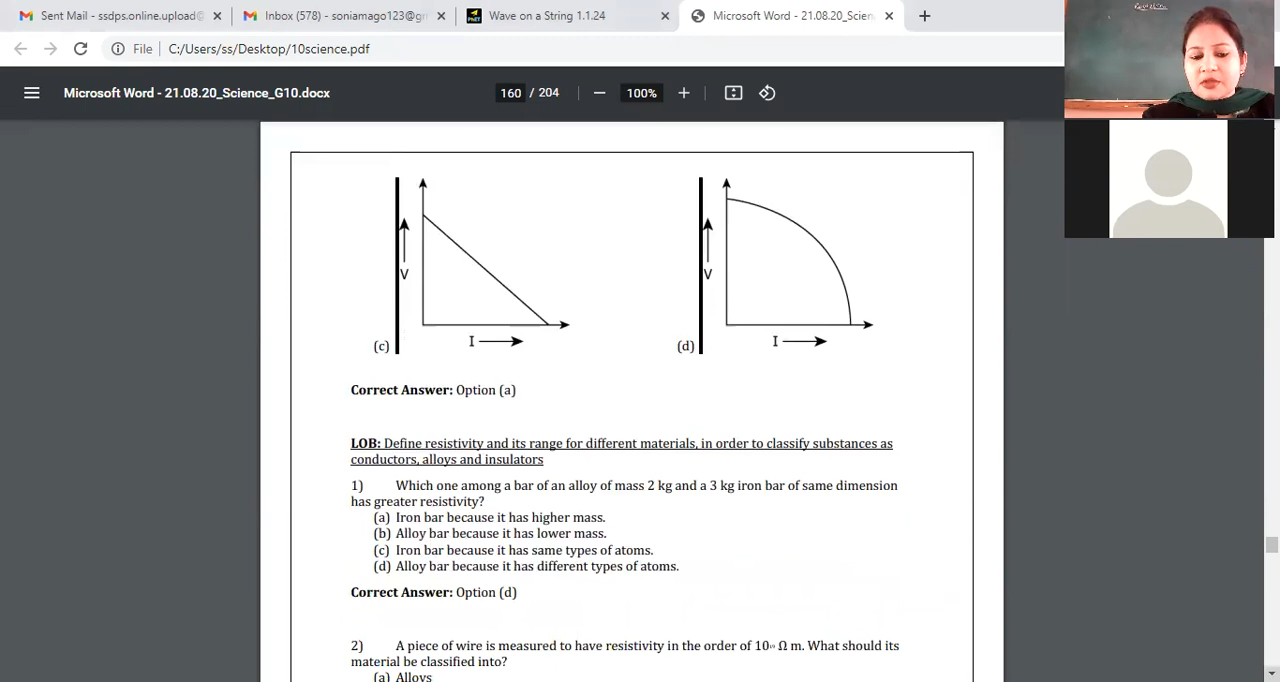 Sent Mail - ssdps.online.upload@
Inbox (578) - soniamago123@gr
Wave on a String 1.1.24
Microsoft Word - 21.08.20_Scien
File
C:/Users/ss/Desktop/10science.pdf
Microsoft Word - 21.08.20_Science_G10.docx
160 / 204
100%
V
I
(c)
V
I
(d)
Correct Answer: Option (a)
LOB: Define resistivity and its range for different materials, in order to classify substances as
conductors, alloys and insulators
1) Which one among a bar of an alloy of mass 2 kg and a 3 kg iron bar of same dimension
has greater resistivity?
(a) Iron bar because it has higher mass.
(b) Alloy bar because it has lower mass.
(c) Iron bar because it has same types of atoms.
(d) Alloy bar because it has different types of atoms.
Correct Answer: Option (d)
2) A piece of wire is measured to have resistivity in the order of 10 Ω m. What should its
material be classified into?
(a) Alloys